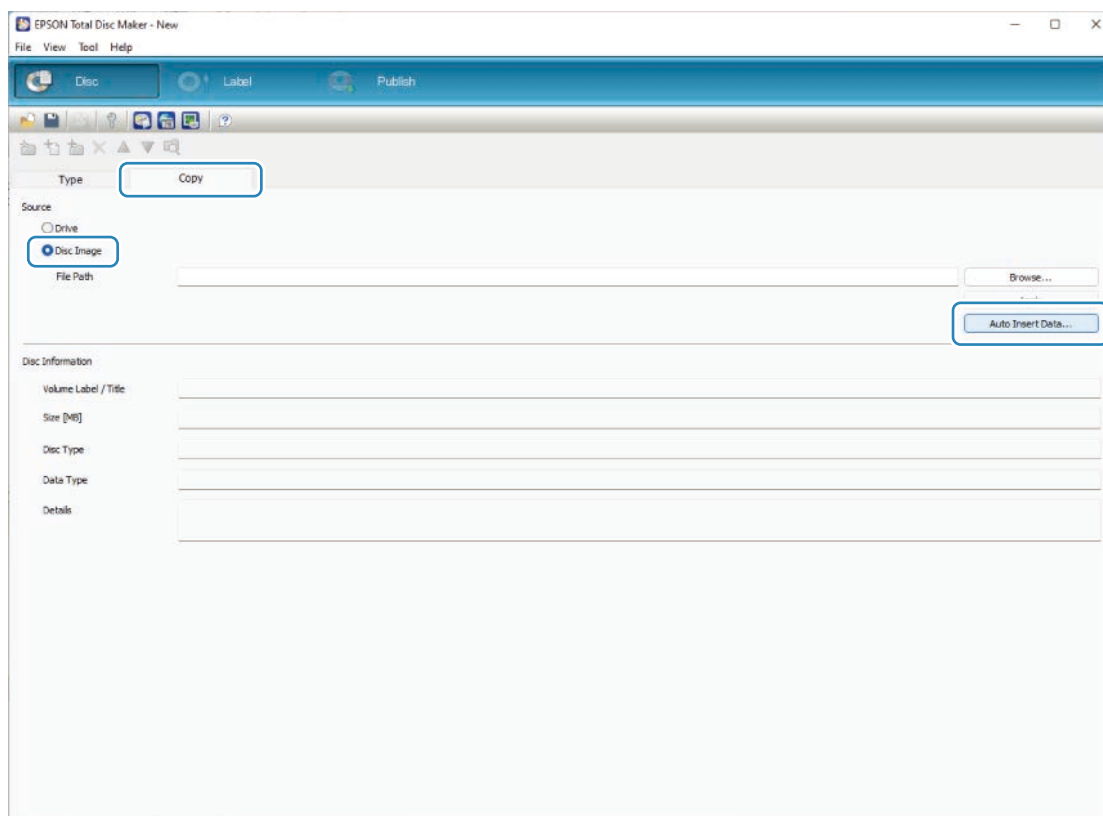 EPSON Total Disc Maker - New
File View Tool Help
Disc Label Publish
Type Copy
Source
Drive
Disc Image
File Path Browse...
Auto Insert Data...
Disc Information
Volume Label / Title
Size [MB]
Disc Type
Data Type
Details